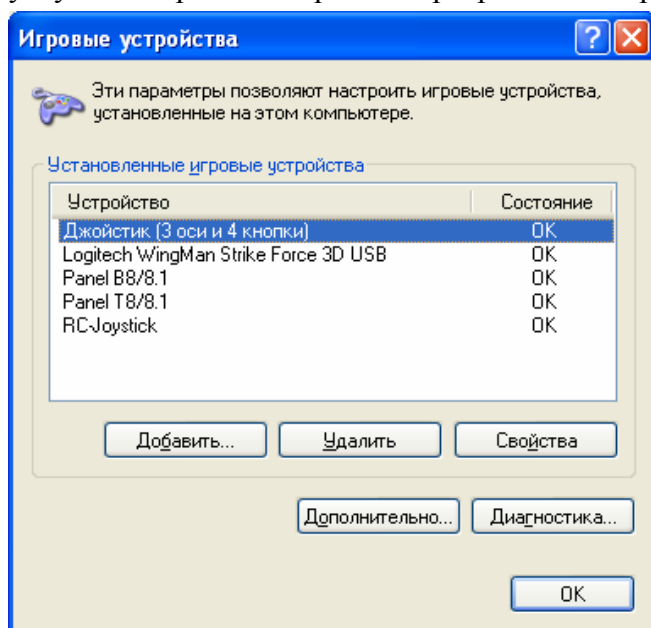 Игровые устройства
Эти параметры позволяют настроить игровые устройства,
установленные на этом компьютере.
Установленные игровые устройства
Устройство Состояние
Джойстик (3 оси и 4 кнопки) OK
Logitech WingMan Strike Force 3D USB OK
Panel B8/8.1 OK
Panel T8/8.1 OK
RC-Joystick OK
Добавить... Удалить Свойства
Дополнительно... Диагностика...
OK